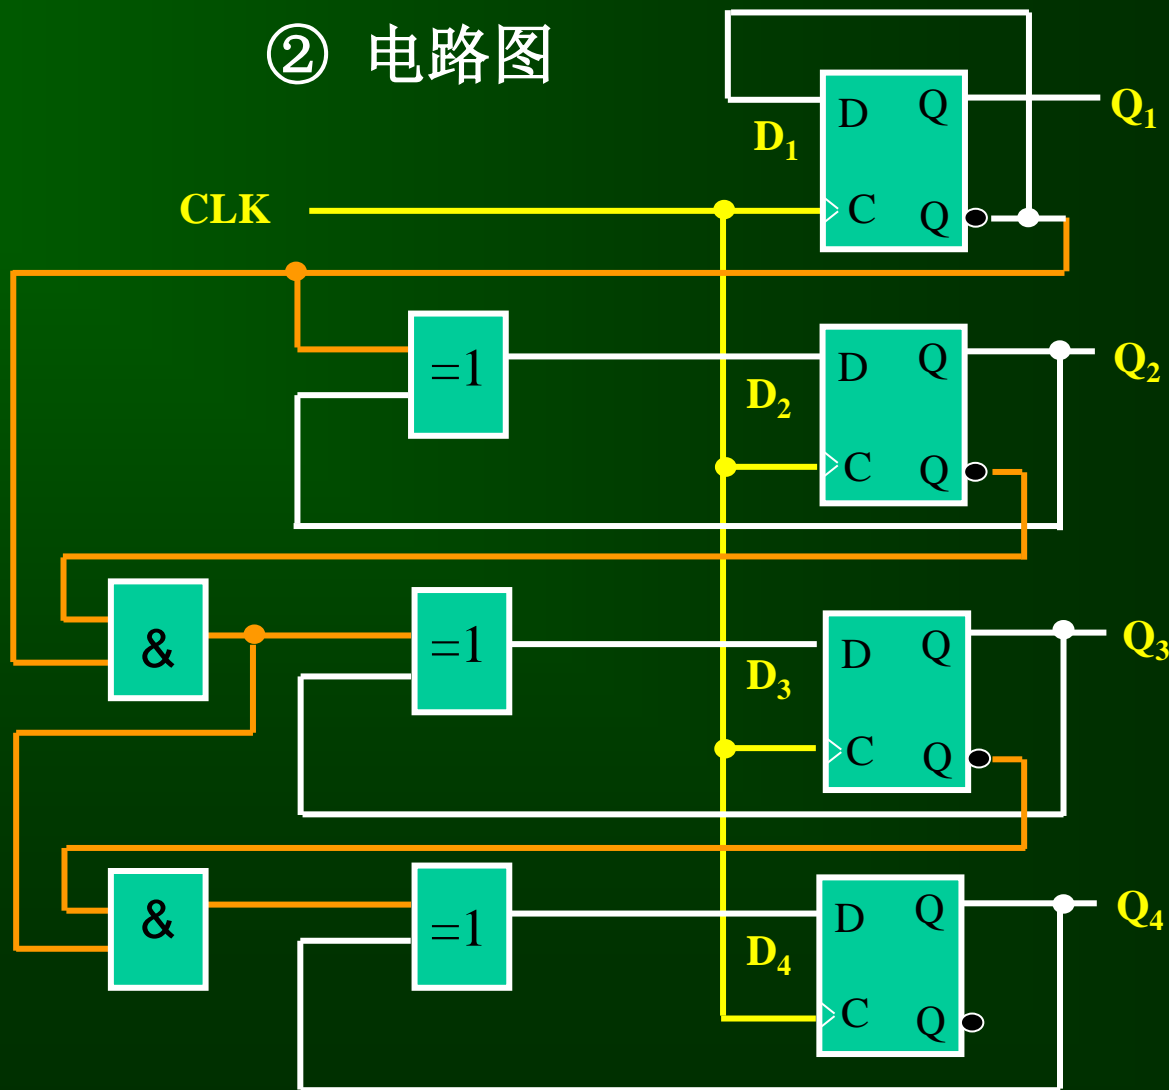 ② 电路图
D Q Q₁
D₁
CLK C Q
=1 D Q Q₂
D₂
C Q
& =1 D Q Q₃
D₃
C Q
& =1 D Q Q₄
D₄
C Q